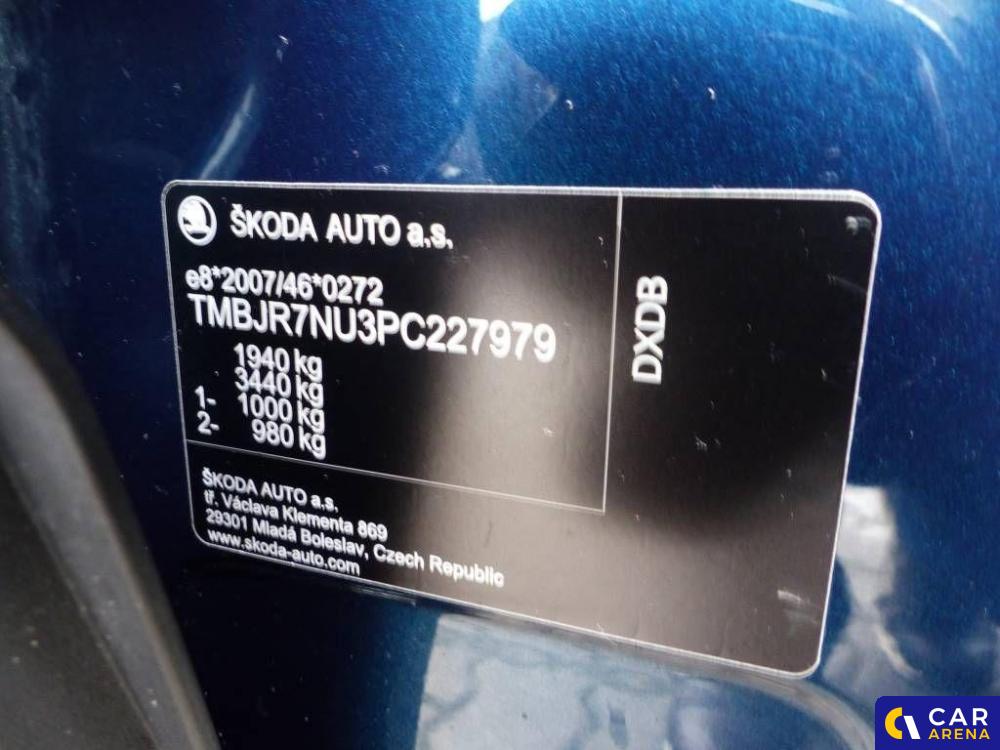 ŠKODA AUTO a.s.
e8*2007/46*0272
TMBJR7NU3PC227979
1940 kg
3440 kg
1- 1000 kg
2- 980 kg
ŠKODA AUTO a.s.
tř. Václava Klementa 869
29301 Mladá Boleslav, Czech Republic
www.skoda-auto.com
DXDB
CAR
ARENA